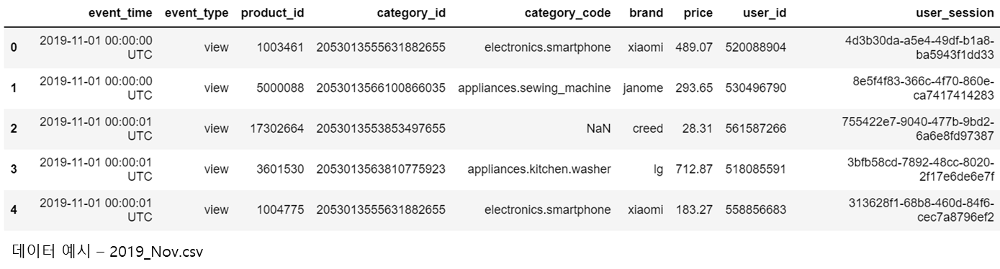 event_time event_type product_id category_id category_code brand price user_id user_session
0 2019-11-01 00:00:00 UTC view 1003461 2053013555631882655 electronics.smartphone xiaomi 489.07 520088904 4d3b30da-a5e4-49df-b1a8-ba5943f1dd33
1 2019-11-01 00:00:00 UTC view 5000088 2053013566100866035 appliances.sewing_machine janome 293.65 530496790 8e5f4f83-366c-4f70-860e-ca7417414283
2 2019-11-01 00:00:01 UTC view 17302664 2053013553853497655 NaN creed 28.31 561587266 755422e7-9040-477b-9bd2-6a6e8fd97387
3 2019-11-01 00:00:01 UTC view 3601530 2053013563810775923 appliances.kitchen.washer lg 712.87 518085591 3bfb58cd-7892-48cc-8020-2f17e6de6e7f
4 2019-11-01 00:00:01 UTC view 1004775 2053013555631882655 electronics.smartphone xiaomi 183.27 558856683 313628f1-68b8-460d-84f6-cec7a8796ef2
데이터 예시 – 2019_Nov.csv